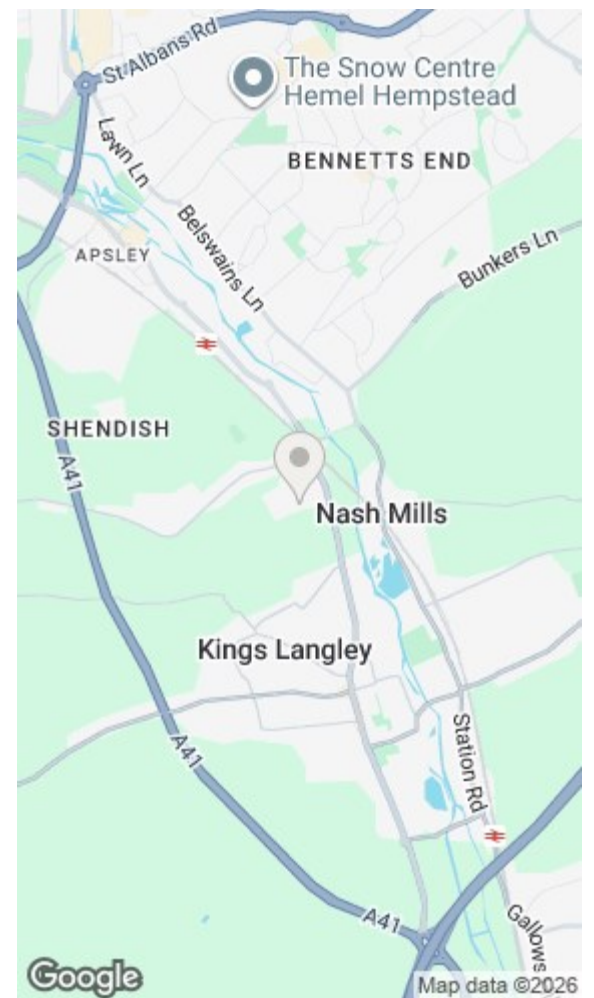 St Albans Rd
The Snow Centre
Hemel Hempstead
Lawn Ln
BENNETTS END
Belswains Ln
Bunkers Ln
APSLEY
SHENDISH
A41
Nash Mills
Kings Langley
Station Rd
A41
A41
Gallows
Google
Map data ©2026